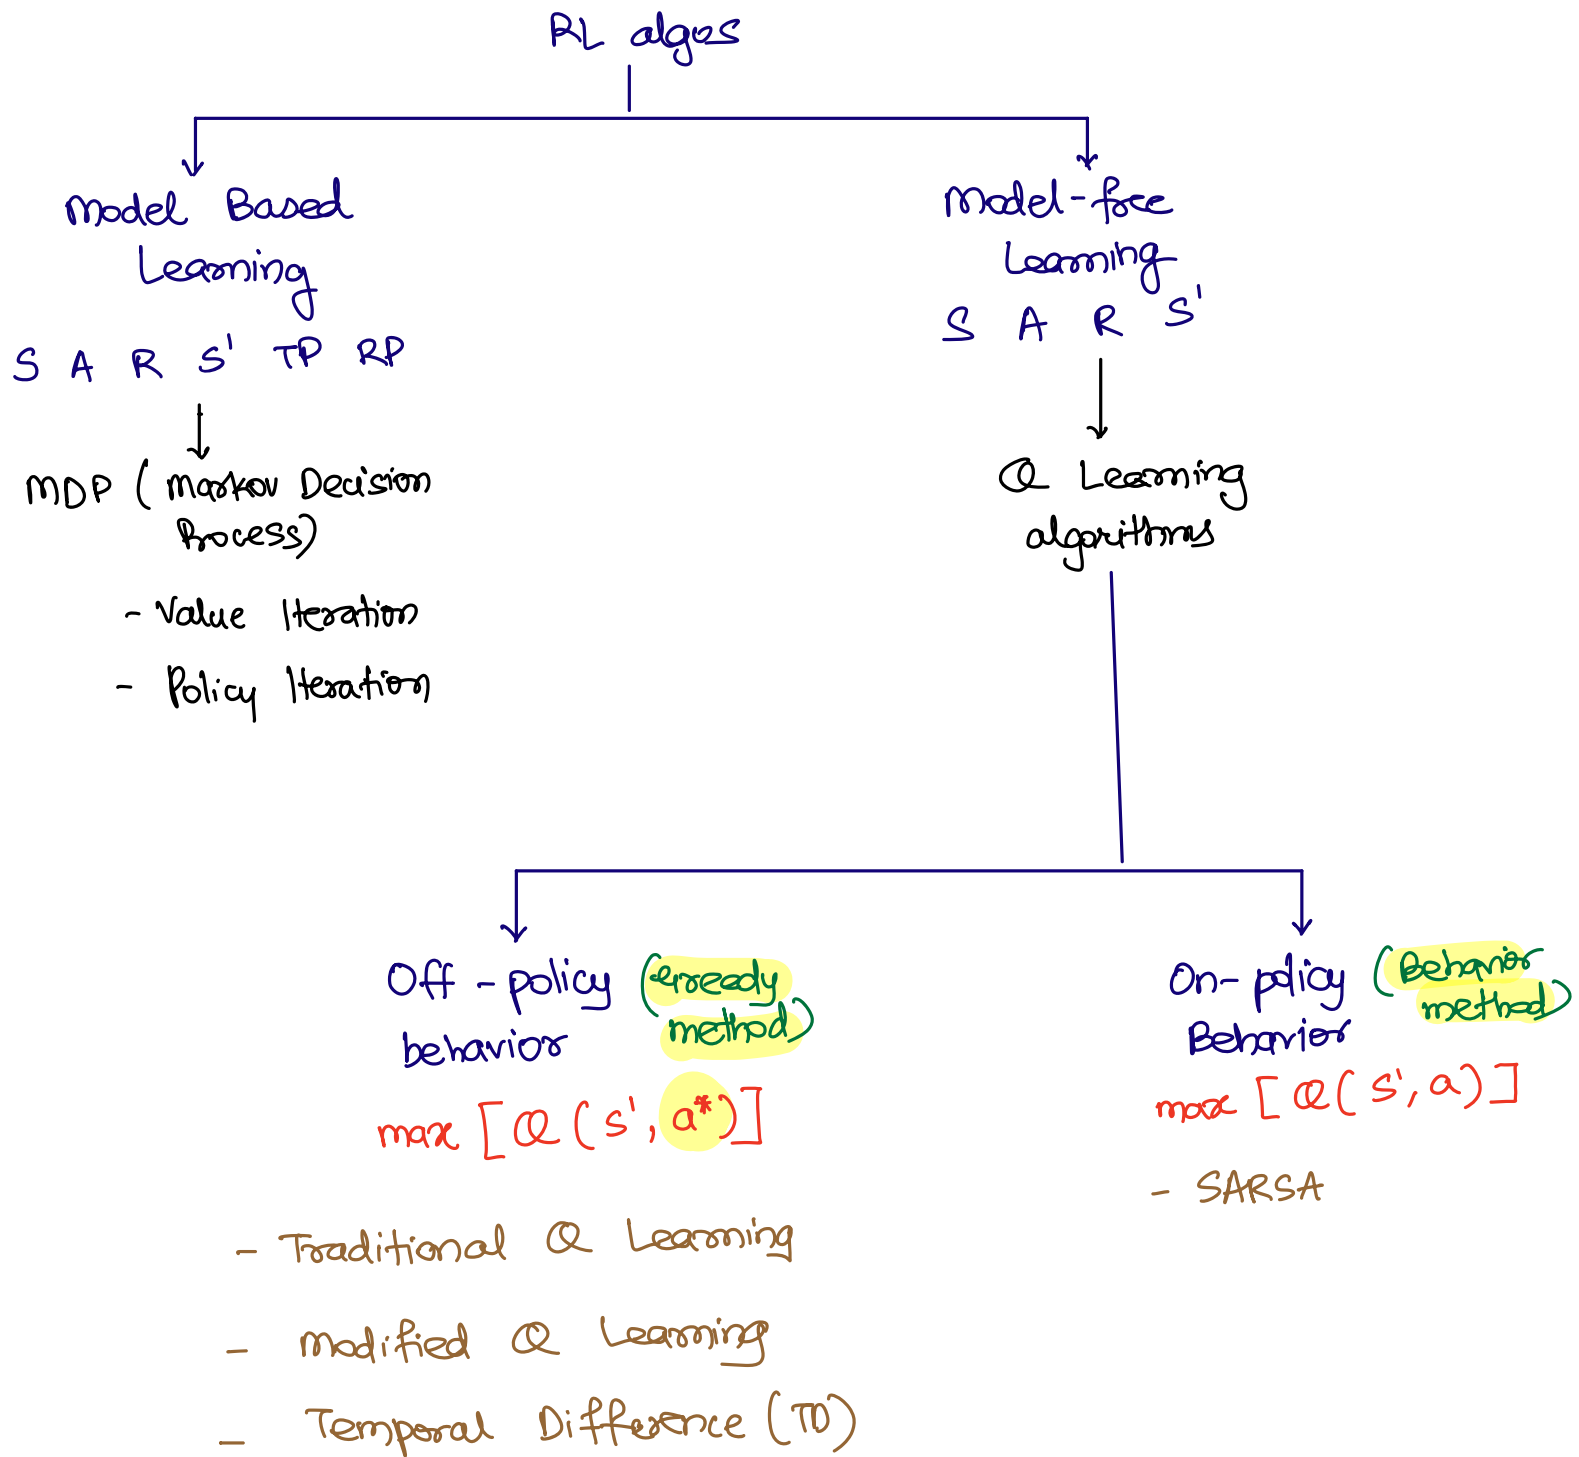 RL algos
Model Based
Learning
S A R S' TP RP
MDP (Markov Decision
Process)
- Value Iteration
- Policy Iteration
Model-free
Learning
S A R S'
Q Learning
algorithms
Off-policy (Greedy
behavior method)
max [Q(s', a*)]
- Traditional Q Learning
- Modified Q Learning
- Temporal Difference (TD)
On-policy (Behavior
Behavior method)
max [Q(s', a)]
- SARSA